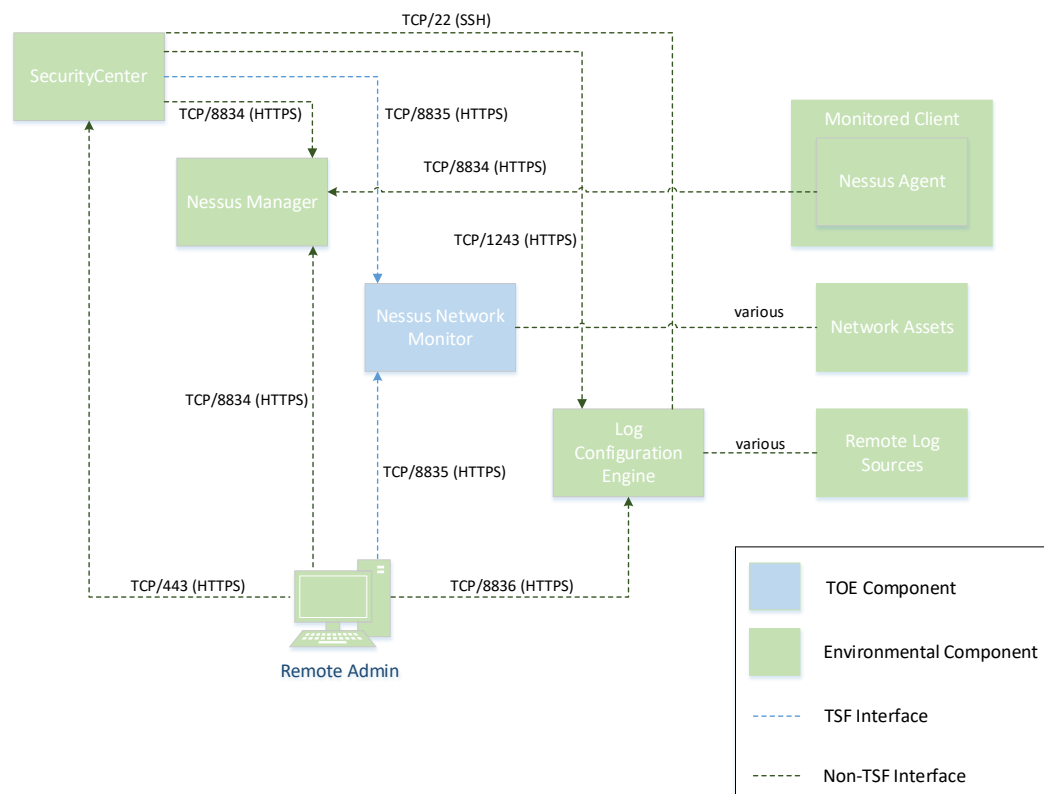 TCP/22 (SSH)
SecurityCenter
TCP/8834 (HTTPS)
TCP/8835 (HTTPS)
Monitored Client
TCP/8834 (HTTPS)
Nessus Agent
Nessus Manager
TCP/1243 (HTTPS)
Nessus Network
Monitor
various
Network Assets
TCP/8834 (HTTPS)
Log
Configuration
Engine
various
Remote Log
Sources
TCP/8835 (HTTPS)
TCP/443 (HTTPS)
TCP/8836 (HTTPS)
Remote Admin
TOE Component
Environmental Component
TSF Interface
Non-TSF Interface